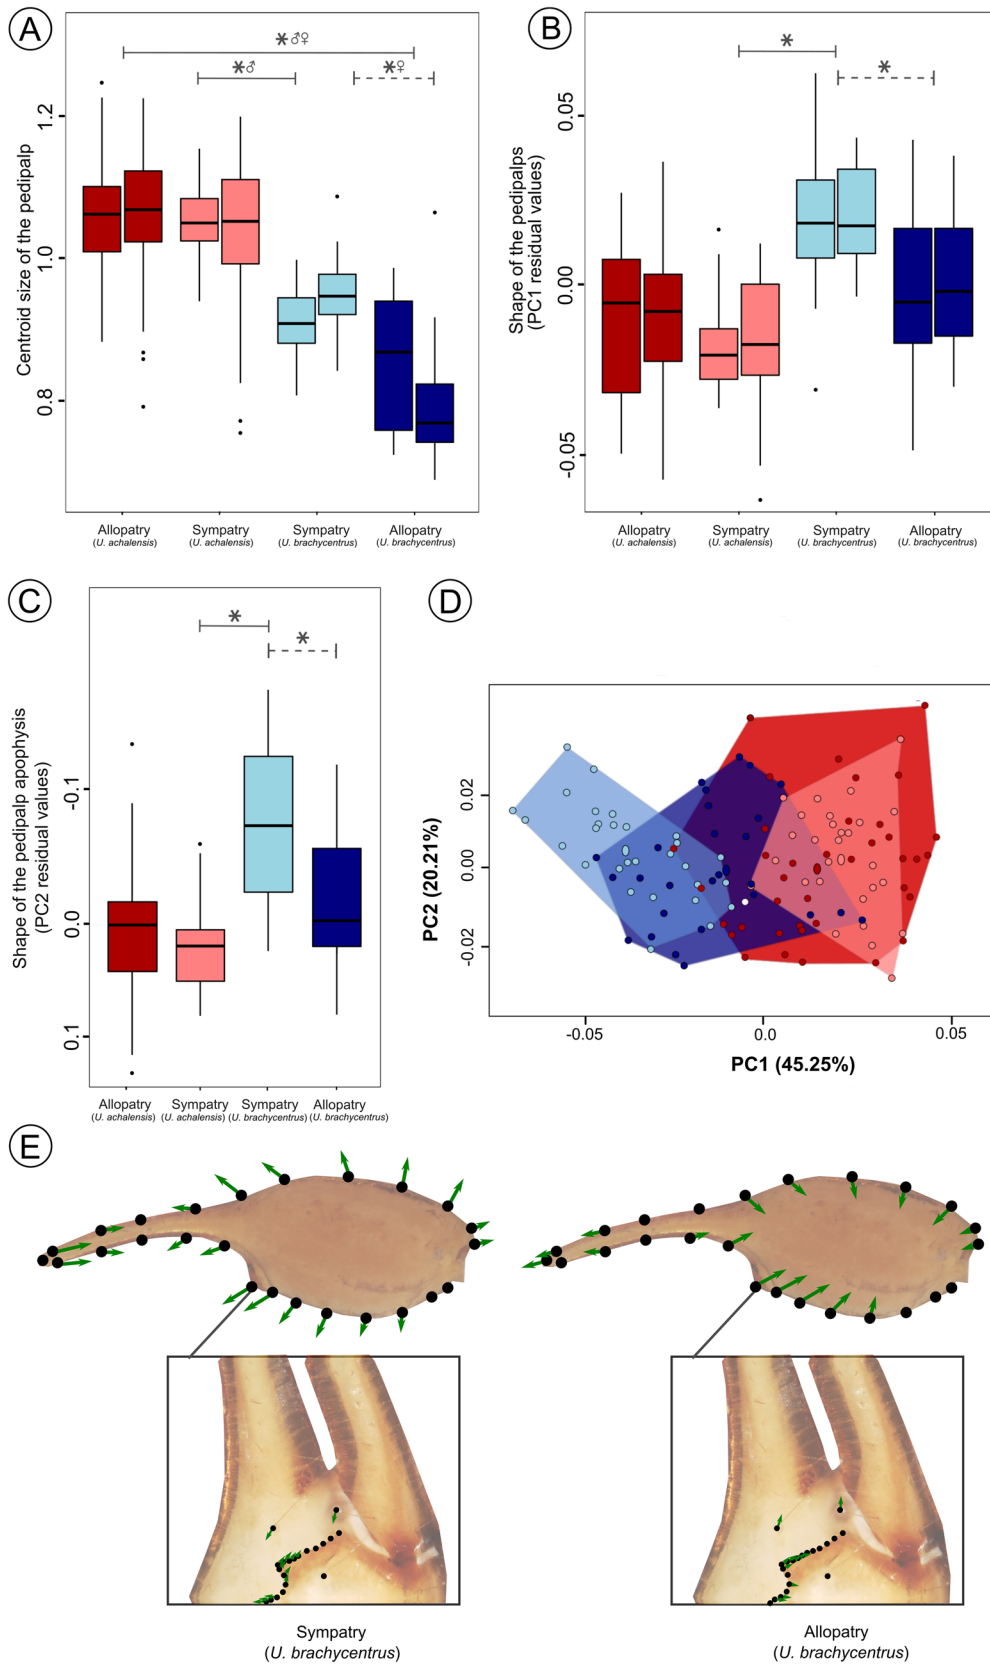 A
Centroid size of the pedipalp
1.2
1.0
0.8
*♂♀
*♂
*♀
Allopatry
(U. achalensis)
Sympatry
(U. achalensis)
Sympatry
(U. brachycentrus)
Allopatry
(U. brachycentrus)
B
Shape of the pedipalps
(PC1 residual values)
0.05
0.00
-0.05
*
*
Allopatry
(U. achalensis)
Sympatry
(U. achalensis)
Sympatry
(U. brachycentrus)
Allopatry
(U. brachycentrus)
C
Shape of the pedipalp apophysis
(PC2 residual values)
-0.1
0.0
0.1
*
*
Allopatry
(U. achalensis)
Sympatry
(U. achalensis)
Sympatry
(U. brachycentrus)
Allopatry
(U. brachycentrus)
D
PC2 (20.21%)
0.02
0.00
-0.02
-0.05
0.0
0.05
PC1 (45.25%)
E
Sympatry
(U. brachycentrus)
Allopatry
(U. brachycentrus)